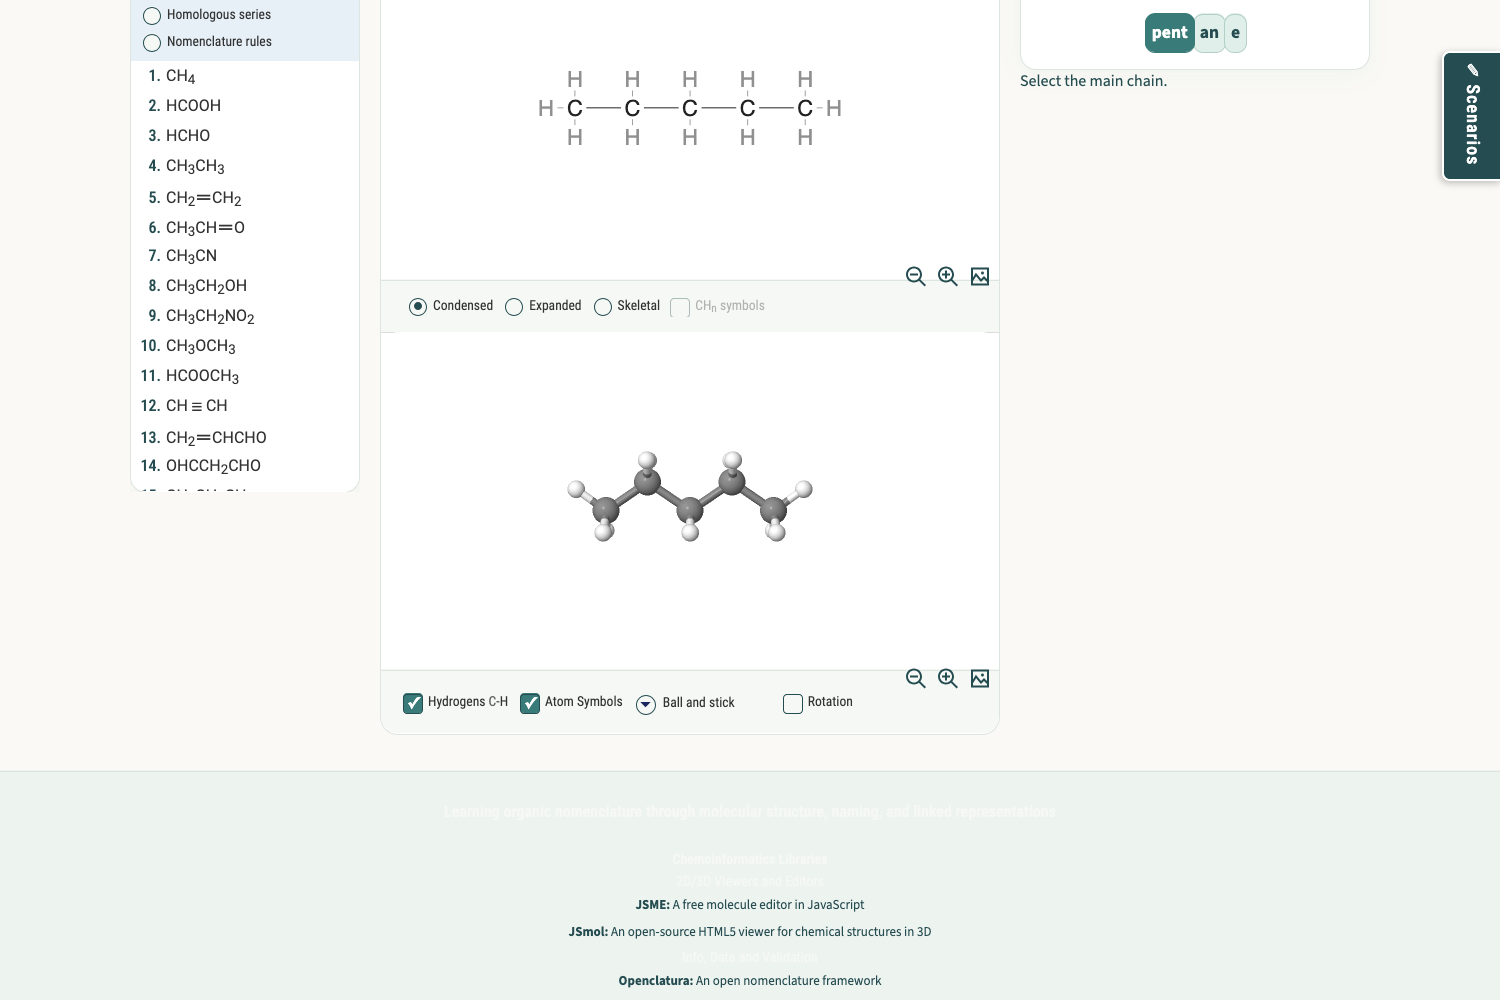 Homologous series
Nomenclature rules
1. CH4
2. HCOOH
3. HCHO
4. CH3CH3
5. CH2=CH2
6. CH3CH=O
7. CH3CN
8. CH3CH2OH
9. CH3CH2NO2
10. CH3OCH3
11. HCOOCH3
12. CH≡CH
13. CH2=CHCHO
14. OHCCH2CHO
H H H H H
H C C C C C H
H H H H H
Condensed Expanded Skeletal CHn symbols
Hydrogens C-H Atom Symbols Ball and stick Rotation
pent an e
Select the main chain.
Scenarios
Learning organic nomenclature through molecular structure, naming, and linked representations
Chemoinformatics Libraries
2D/3D Viewers and Editors
JSME: A free molecule editor in JavaScript
JSmol: An open-source HTML5 viewer for chemical structures in 3D
Info, Data and Validation
Openclatura: An open nomenclature framework